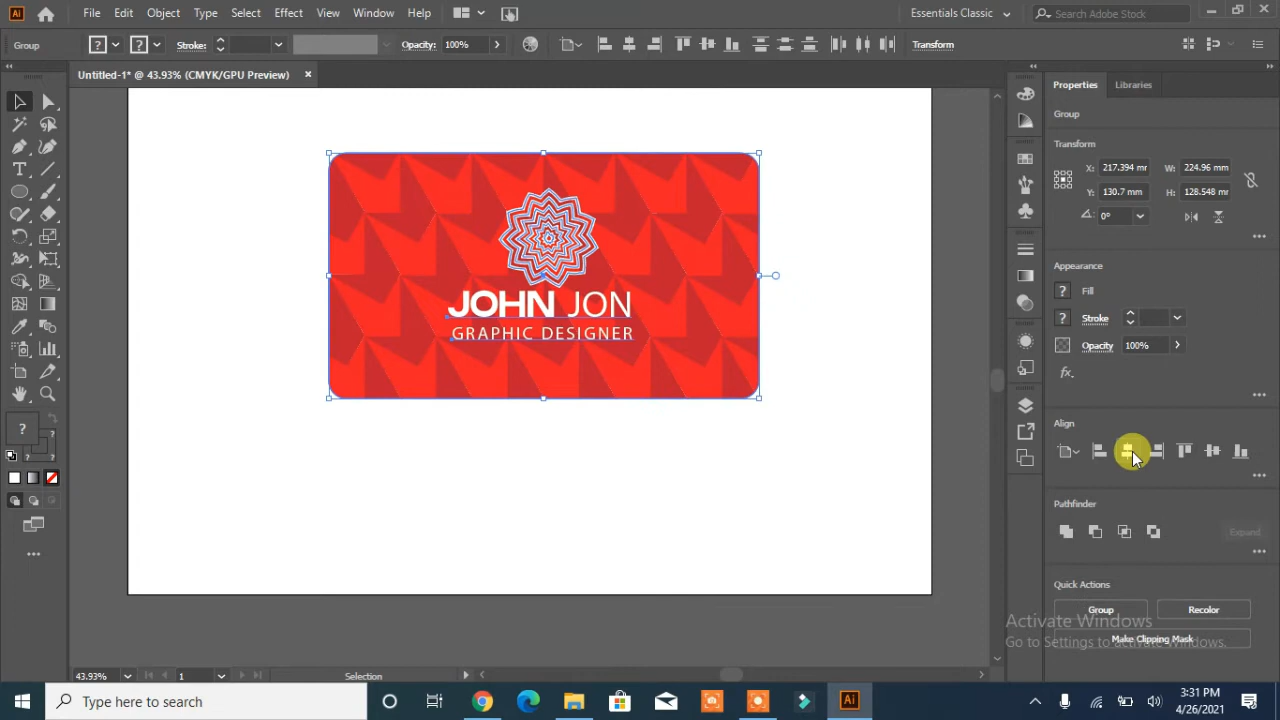 Ai File Edit Object Type Select Effect View Window Help Essentials Classic Search Adobe Stock
Group Stroke: Opacity: 100% Transform
Untitled-1* @ 43.93% (CMYK/GPU Preview)
Properties Libraries
Group
Transform
X: 217.394 mr W: 224.96 mm
Y: 130.7 mm H: 128.548 mm
0°
Appearance
Fill
Stroke
Opacity 100%
fx.
Align
Pathfinder
Expand
Quick Actions
Group Recolor
Make Clipping Mask
Activate Windows
Go to Settings to activate Windows.
JOHN JON
GRAPHIC DESIGNER
? ?
?
43.93% 1 Selection
Type here to search
Ai
3:31 PM
4/26/2021